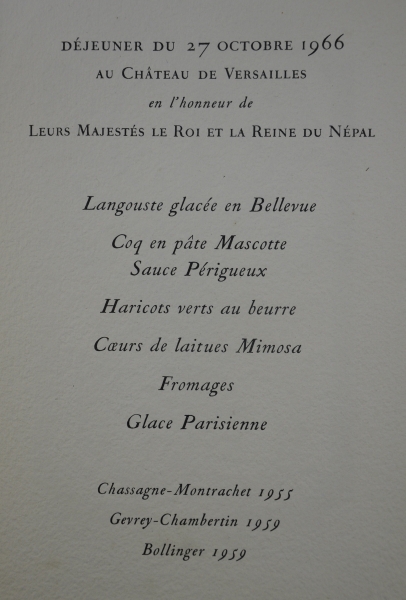 DÉJEUNER DU 27 OCTOBRE 1966
AU CHÂTEAU DE VERSAILLES
en l'honneur de
LEURS MAJESTÉS LE ROI ET LA REINE DU NÉPAL
Langouste glacée en Bellevue
Coq en pâte Mascotte
Sauce Périgueux
Haricots verts au beurre
Cœurs de laitues Mimosa
Fromages
Glace Parisienne
Chassagne-Montrachet 1955
Gevrey-Chambertin 1959
Bollinger 1959